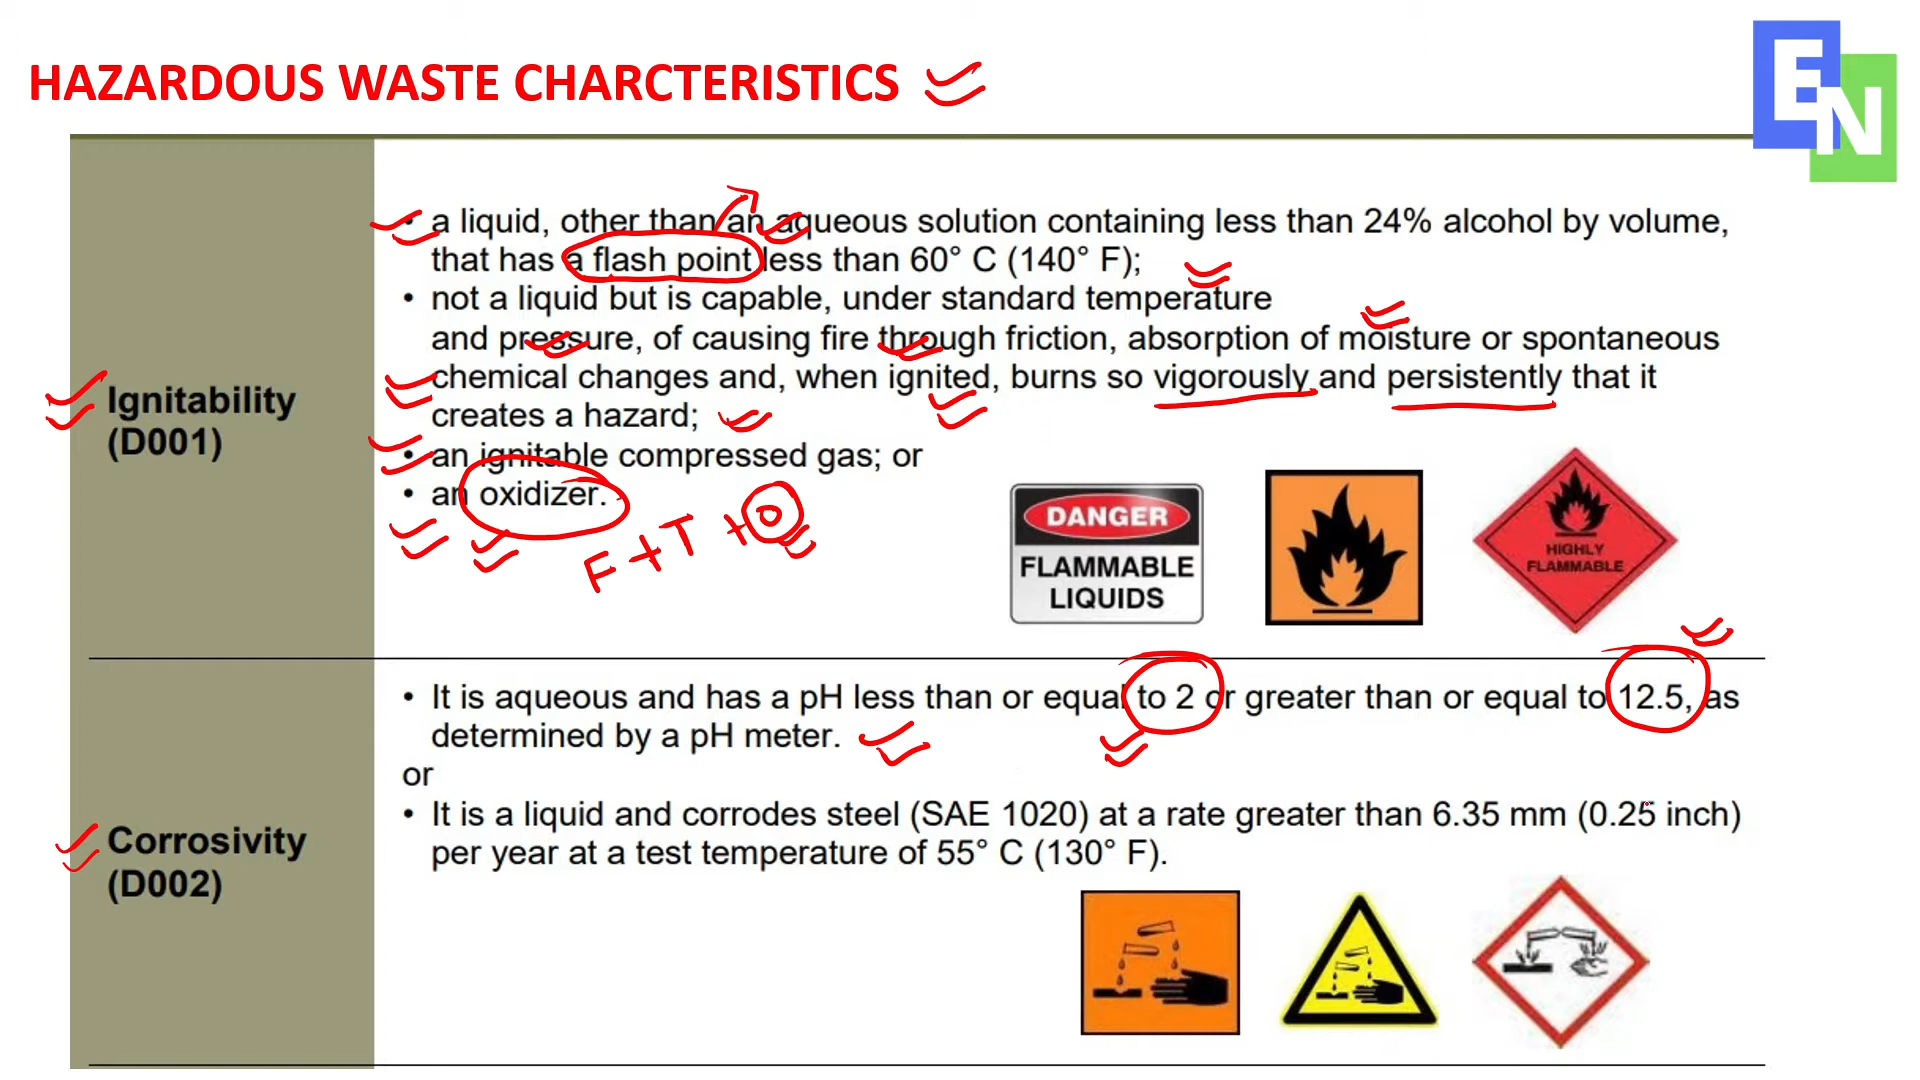 HAZARDOUS WASTE CHARCTERISTICS
EN
Ignitability
(D001)
• a liquid, other than an aqueous solution containing less than 24% alcohol by volume,
that has a flash point less than 60° C (140° F);
• not a liquid but is capable, under standard temperature
and pressure, of causing fire through friction, absorption of moisture or spontaneous
chemical changes and, when ignited, burns so vigorously and persistently that it
creates a hazard;
• an ignitable compressed gas; or
• an oxidizer.
F + T + O
DANGER
FLAMMABLE
LIQUIDS
HIGHLY
FLAMMABLE
Corrosivity
(D002)
• It is aqueous and has a pH less than or equal to 2 or greater than or equal to 12.5, as
determined by a pH meter.
or
• It is a liquid and corrodes steel (SAE 1020) at a rate greater than 6.35 mm (0.25 inch)
per year at a test temperature of 55° C (130° F).